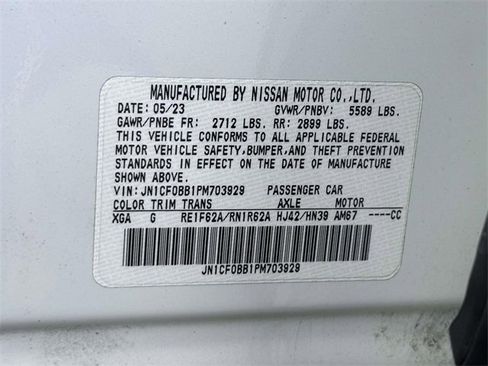 MANUFACTURED BY NISSAN MOTOR CO.,LTD.
DATE: 05/23 GVWR/PNBV: 5589 LBS.
GAWR/PNBE FR: 2712 LBS. RR: 2899 LBS.
THIS VEHICLE CONFORMS TO ALL APPLICABLE FEDERAL
MOTOR VEHICLE SAFETY,BUMPER,AND THEFT PREVENTION
STANDARDS IN EFFECT ON THE DATE OF MANUFACTURE
SHOWN ABOVE.
VIN: JN1CF0BB1PM703929 PASSENGER CAR
COLOR TRIM TRANS AXLE MOTOR
XGA G RE1F62A/RN1R62A HJ42/HN39 AM67 ----CC
JN1CF0BB1PM703929